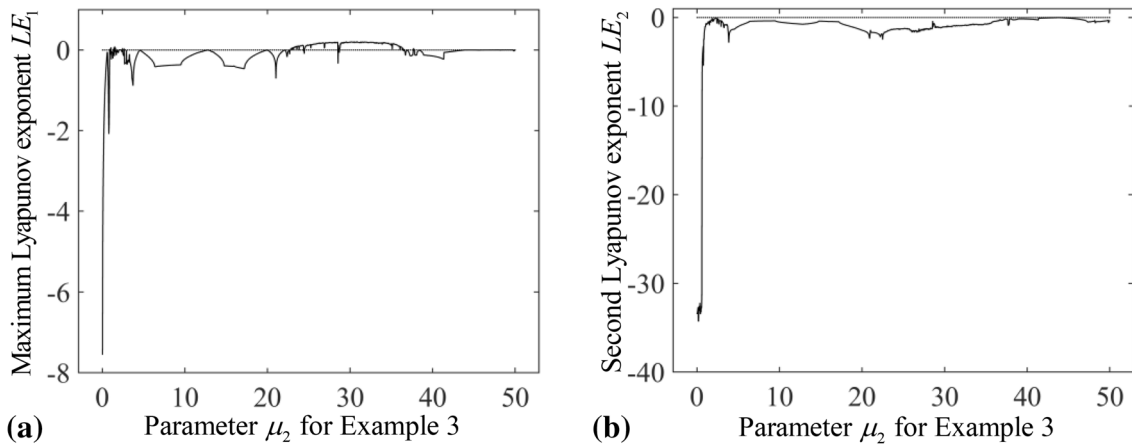 Maximum Lyapunov exponent LE₁
0
-2
-4
-6
-8
0 10 20 30 40 50
(a) Parameter μ₂ for Example 3
Second Lyapunov exponent LE₂
0
-10
-20
-30
-40
0 10 20 30 40 50
(b) Parameter μ₂ for Example 3